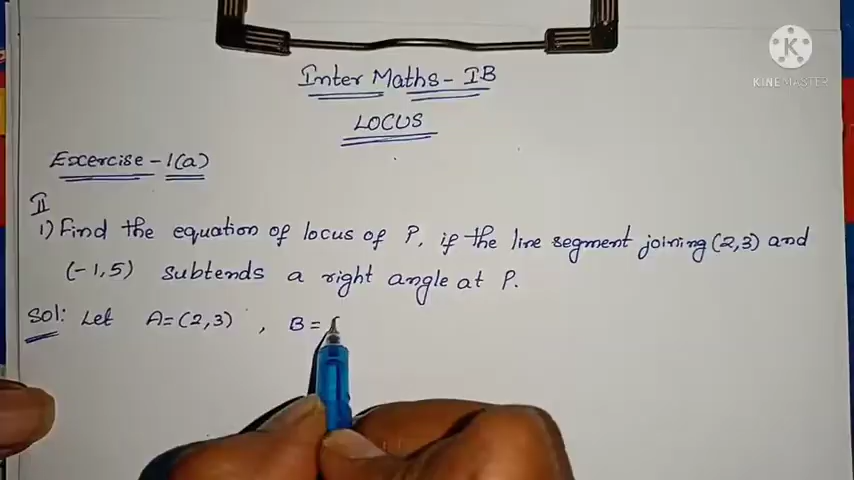 Inter Maths - IB
K
KINEMASTER
LOCUS
Excercise - 1(a)
II
1) Find the equation of locus of P, if the line segment joining (2,3) and
(-1,5) subtends a right angle at P.
Sol: Let A=(2,3) , B= (